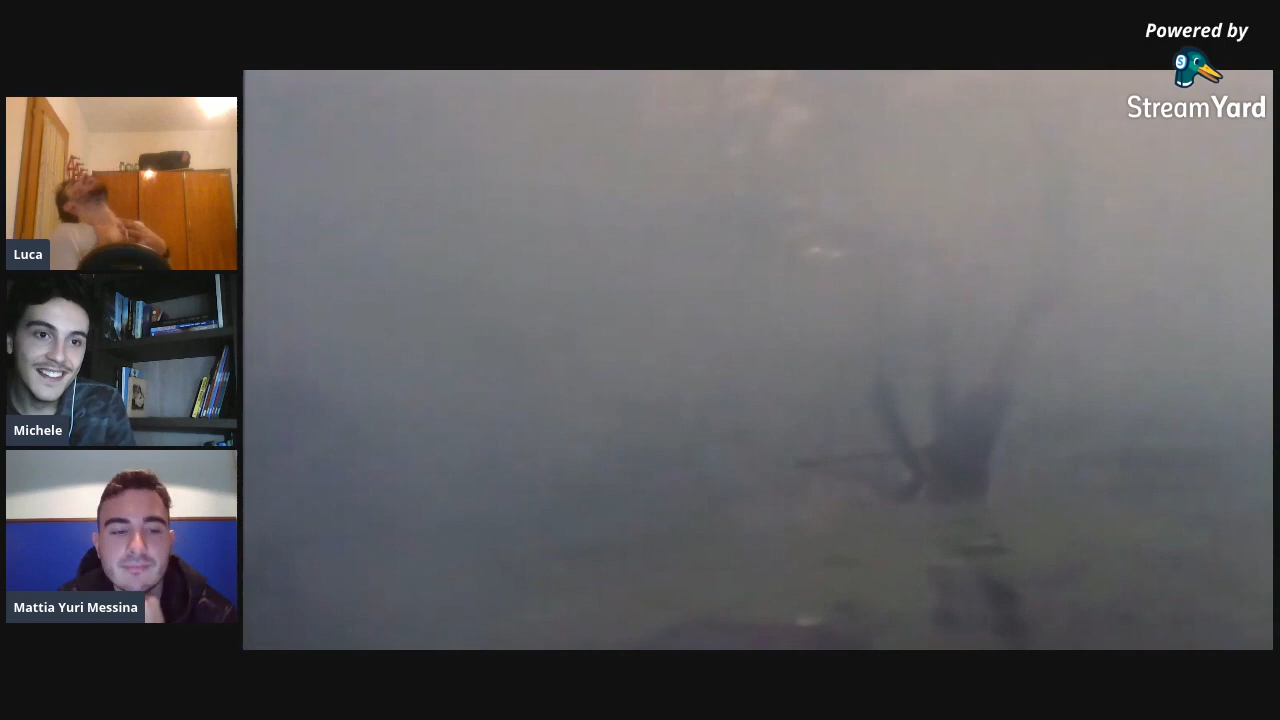 Powered by
StreamYard
Luca
Michele
Mattia Yuri Messina